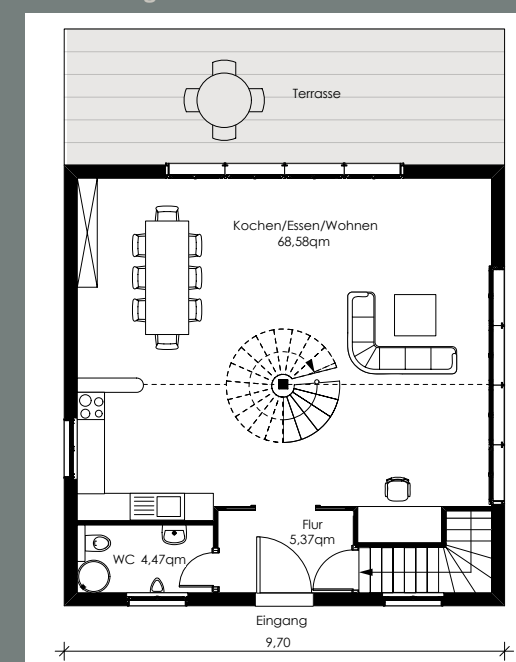 Terrasse
Kochen/Essen/Wohnen
68,58qm
Flur
5,37qm
WC 4,47qm
Eingang
9,70